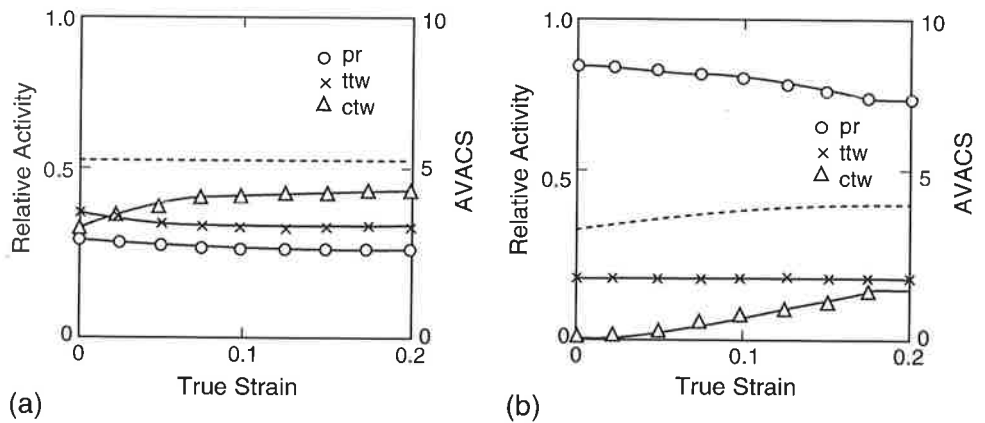 1.0
10
pr
ttw
ctw
Relative Activity
0.5
5
AVACS
0
0
0
0.1
0.2
True Strain
(a)
1.0
10
pr
ttw
ctw
Relative Activity
0.5
5
AVACS
0
0
0
0.1
0.2
True Strain
(b)